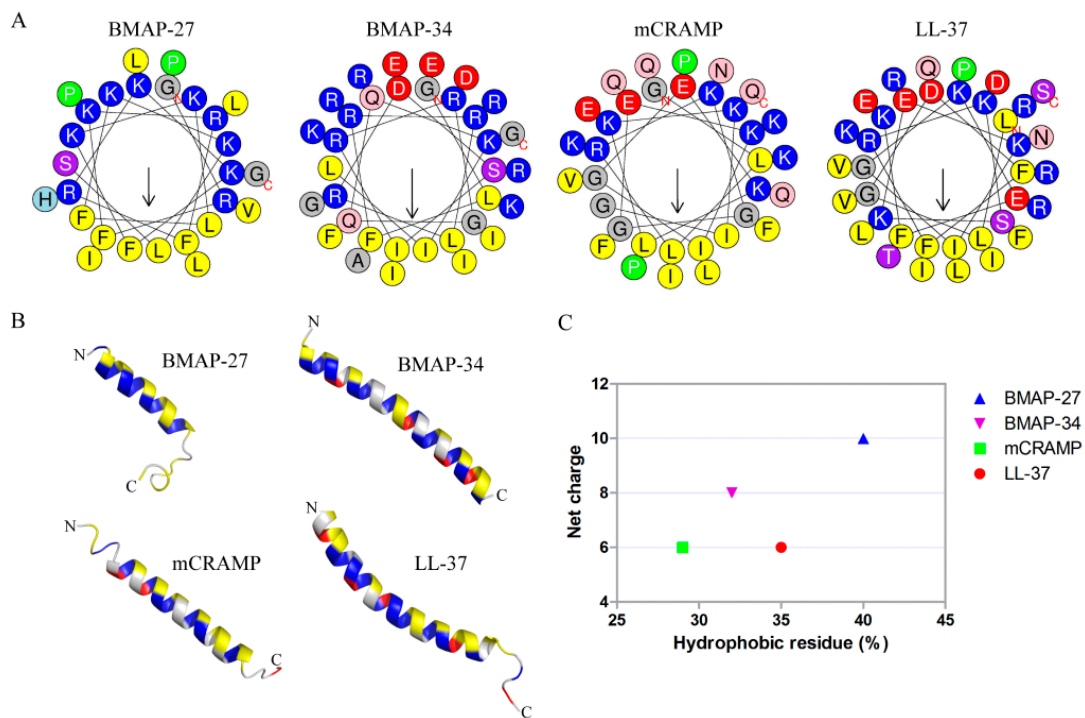 A
BMAP-27
BMAP-34
mCRAMP
LL-37
L P
P K K G N K L
K R
K K
S K G C
H R R V
F L
F F L F L
I I L L
E E
R R Q D G N R D
R R R
R R G C
K R K
L S R
G R L K
F Q G I
A F I I L I
I I
Q Q P N
E E G N E K Q C
E K K K
K R K K
V G L K
G K Q
G G F
F G L L I I
P I L
Q P D
R E D K K R S C
E L N
K R K N
V G F R
V G E R
L K S F
T F F I L I
I L
B
N
BMAP-27
C
N
BMAP-34
C
N
mCRAMP
C
N
LL-37
C
C
12
10
8
6
4
Net charge
25 30 35 40 45
Hydrophobic residue (%)
BMAP-27
BMAP-34
mCRAMP
LL-37